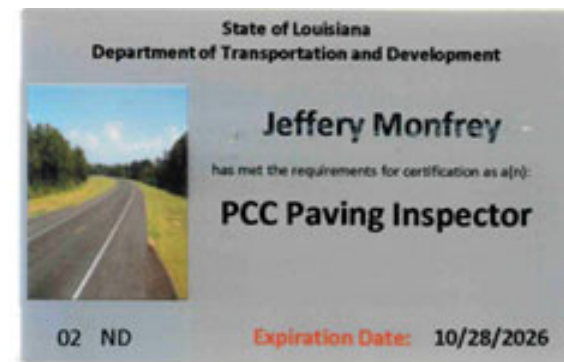 State of Louisiana
Department of Transportation and Development
Jeffery Monfrey
has met the requirements for certification as a(n):
PCC Paving Inspector
02 ND
Expiration Date: 10/28/2026